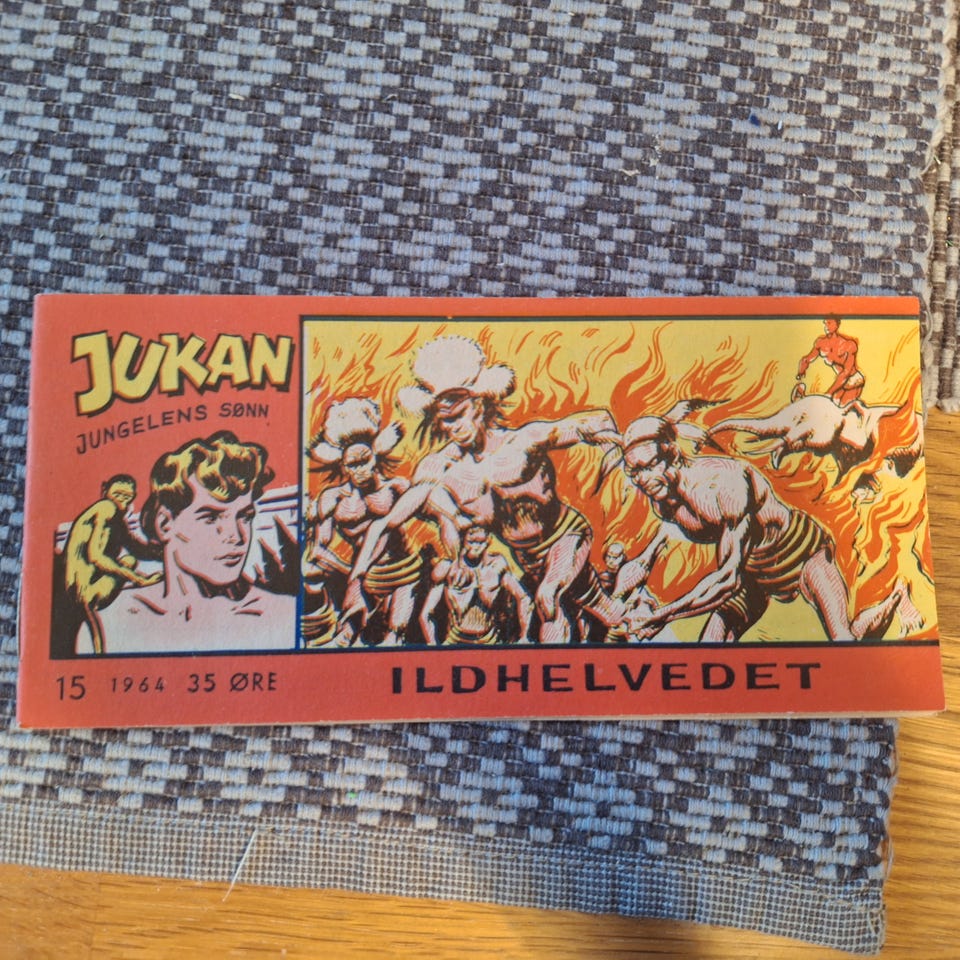 JUKAN
JUNGELENS SØNN
15 1964 35 ØRE
ILDHELVEDET